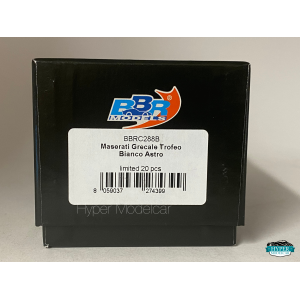 BBR
MODELS
BBRC288B
Maserati Grecale Trofeo
Bianco Astro
limited 20 pcs
8 059037 274399
Hyper Modelcar